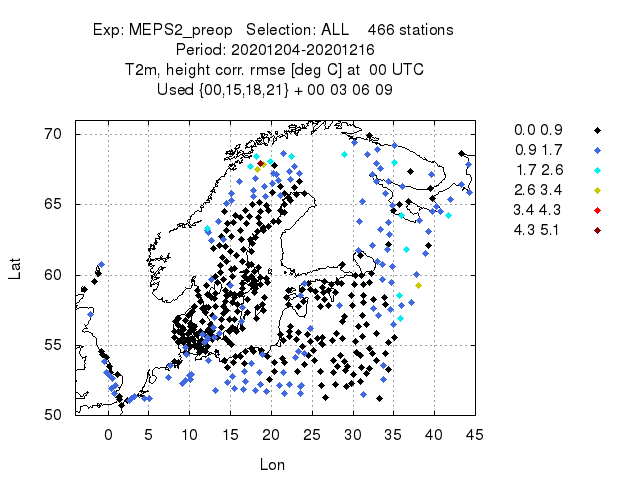 Exp: MEPS2_preop   Selection: ALL    466 stations
Period: 20201204-20201216
T2m, height corr. rmse [deg C] at  00 UTC
Used {00,15,18,21} + 00 03 06 09
70
65
60
55
50
Lat
0 5 10 15 20 25 30 35 40 45
Lon
0.0 0.9
0.9 1.7
1.7 2.6
2.6 3.4
3.4 4.3
4.3 5.1